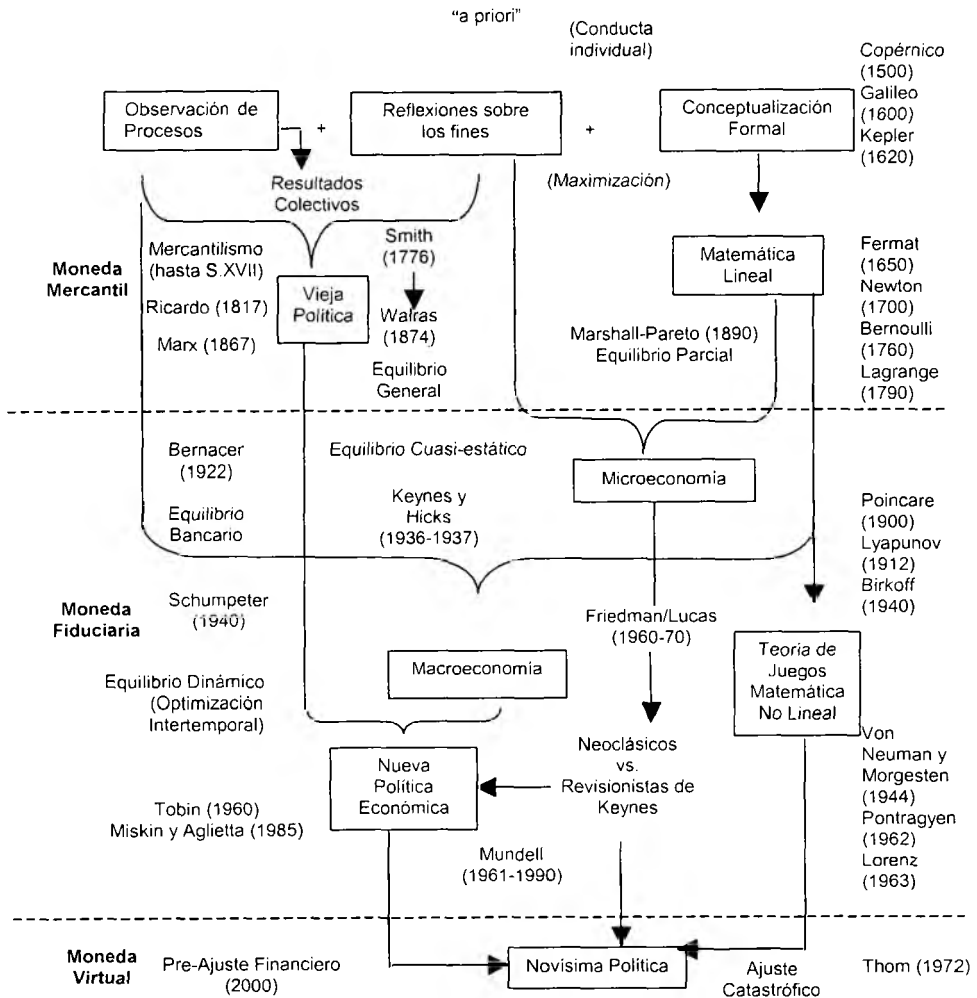 “a priori”
(Conducta
individual)
Copérnico
(1500)
Galileo
(1600)
Kepler
(1620)
Observación de
Procesos
+
Reflexiones sobre
los fines
+
Conceptualización
Formal
Resultados
Colectivos
(Maximización)
Moneda
Mercantil
Mercantilismo
(hasta S.XVII)
Ricardo (1817)
Marx (1867)
Vieja
Política
Smith
(1776)
Walras
(1874)
Equilibrio
General
Matemática
Lineal
Marshall-Pareto (1890)
Equilibrio Parcial
Fermat
(1650)
Newton
(1700)
Bernoulli
(1760)
Lagrange
(1790)
Bernacer
(1922)
Equilibrio Cuasi-estático
Microeconomía
Equilibrio
Bancario
Keynes y
Hicks
(1936-1937)
Poincare
(1900)
Lyapunov
(1912)
Birkoff
(1940)
Moneda
Fiduciaria
Schumpeter
(1940)
Friedman/Lucas
(1960-70)
Macroeconomía
Teoría de
Juegos
Matemática
No Lineal
Equilibrio Dinámico
(Optimización
Intertemporal)
Nueva
Política
Económica
Neoclásicos
vs.
Revisionistas de
Keynes
Von
Neuman y
Morgesten
(1944)
Pontragyen
(1962)
Lorenz
(1963)
Tobin (1960)
Miskin y Aglietta (1985)
Mundell
(1961-1990)
Moneda
Virtual
Pre-Ajuste Financiero
(2000)
Novísima Política
Ajuste
Catastrófico
Thom (1972)